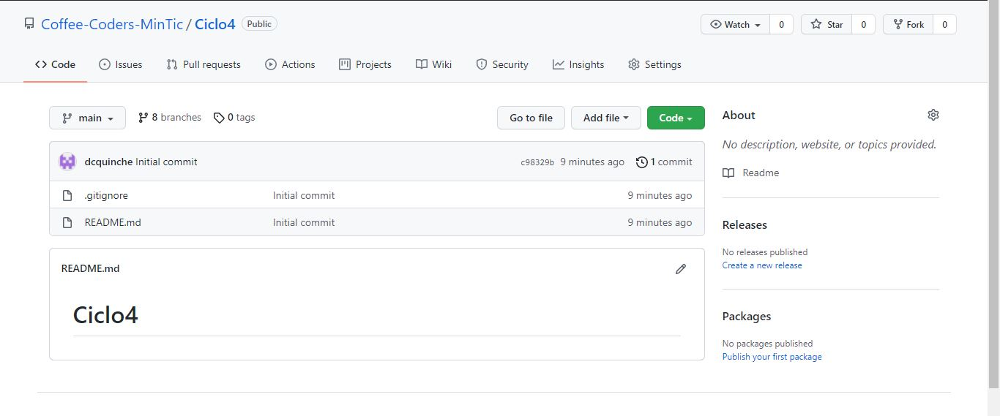 Coffee-Coders-MinTic / Ciclo4 Public Watch 0 Star 0 Fork 0
Code Issues Pull requests Actions Projects Wiki Security Insights Settings
main 8 branches 0 tags Go to file Add file Code
dcquinche Initial commit c98329b 9 minutes ago 1 commit
.gitignore Initial commit 9 minutes ago
README.md Initial commit 9 minutes ago
README.md
Ciclo4
About
No description, website, or topics provided.
Readme
Releases
No releases published
Create a new release
Packages
No packages published
Publish your first package